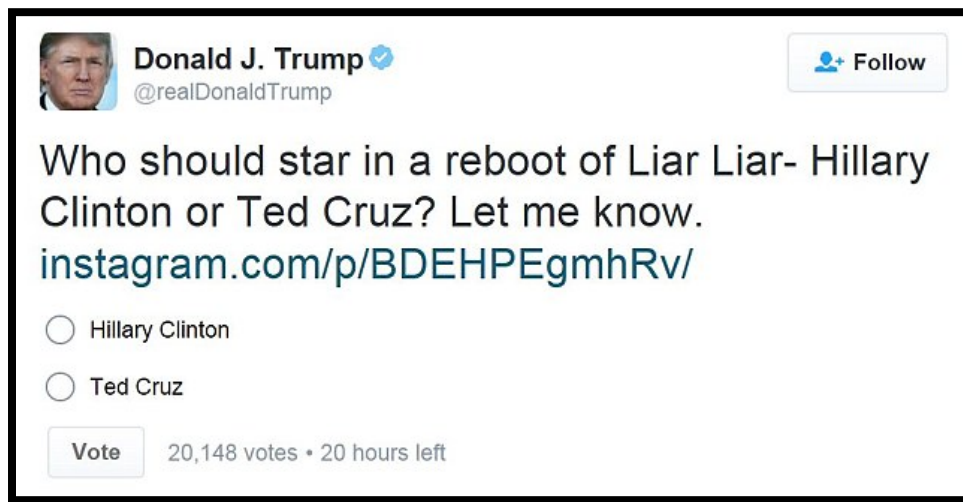 Donald J. Trump
@realDonaldTrump
Follow
Who should star in a reboot of Liar Liar- Hillary
Clinton or Ted Cruz? Let me know.
instagram.com/p/BDEHPEgmhRv/
Hillary Clinton
Ted Cruz
Vote 20,148 votes • 20 hours left